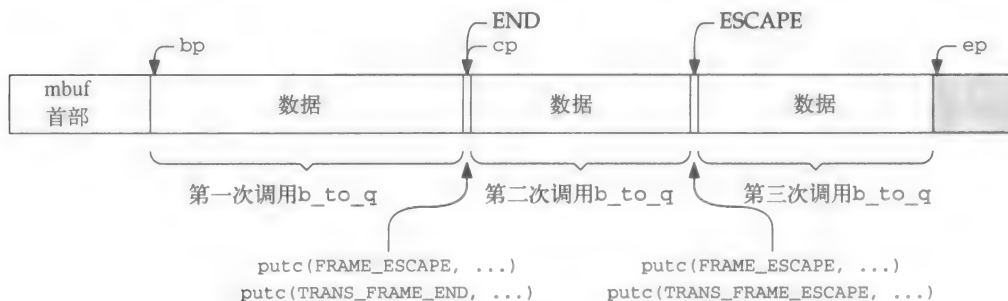 END
ESCAPE
bp
cp
ep
mbuf
首部
数据
数据
数据
第一次调用b_to_q
第二次调用b_to_q
第三次调用b_to_q
putc(FRAME_ESCAPE, ...)
putc(TRANS_FRAME_END, ...)
putc(FRAME_ESCAPE, ...)
putc(TRANS_FRAME_ESCAPE, ...)